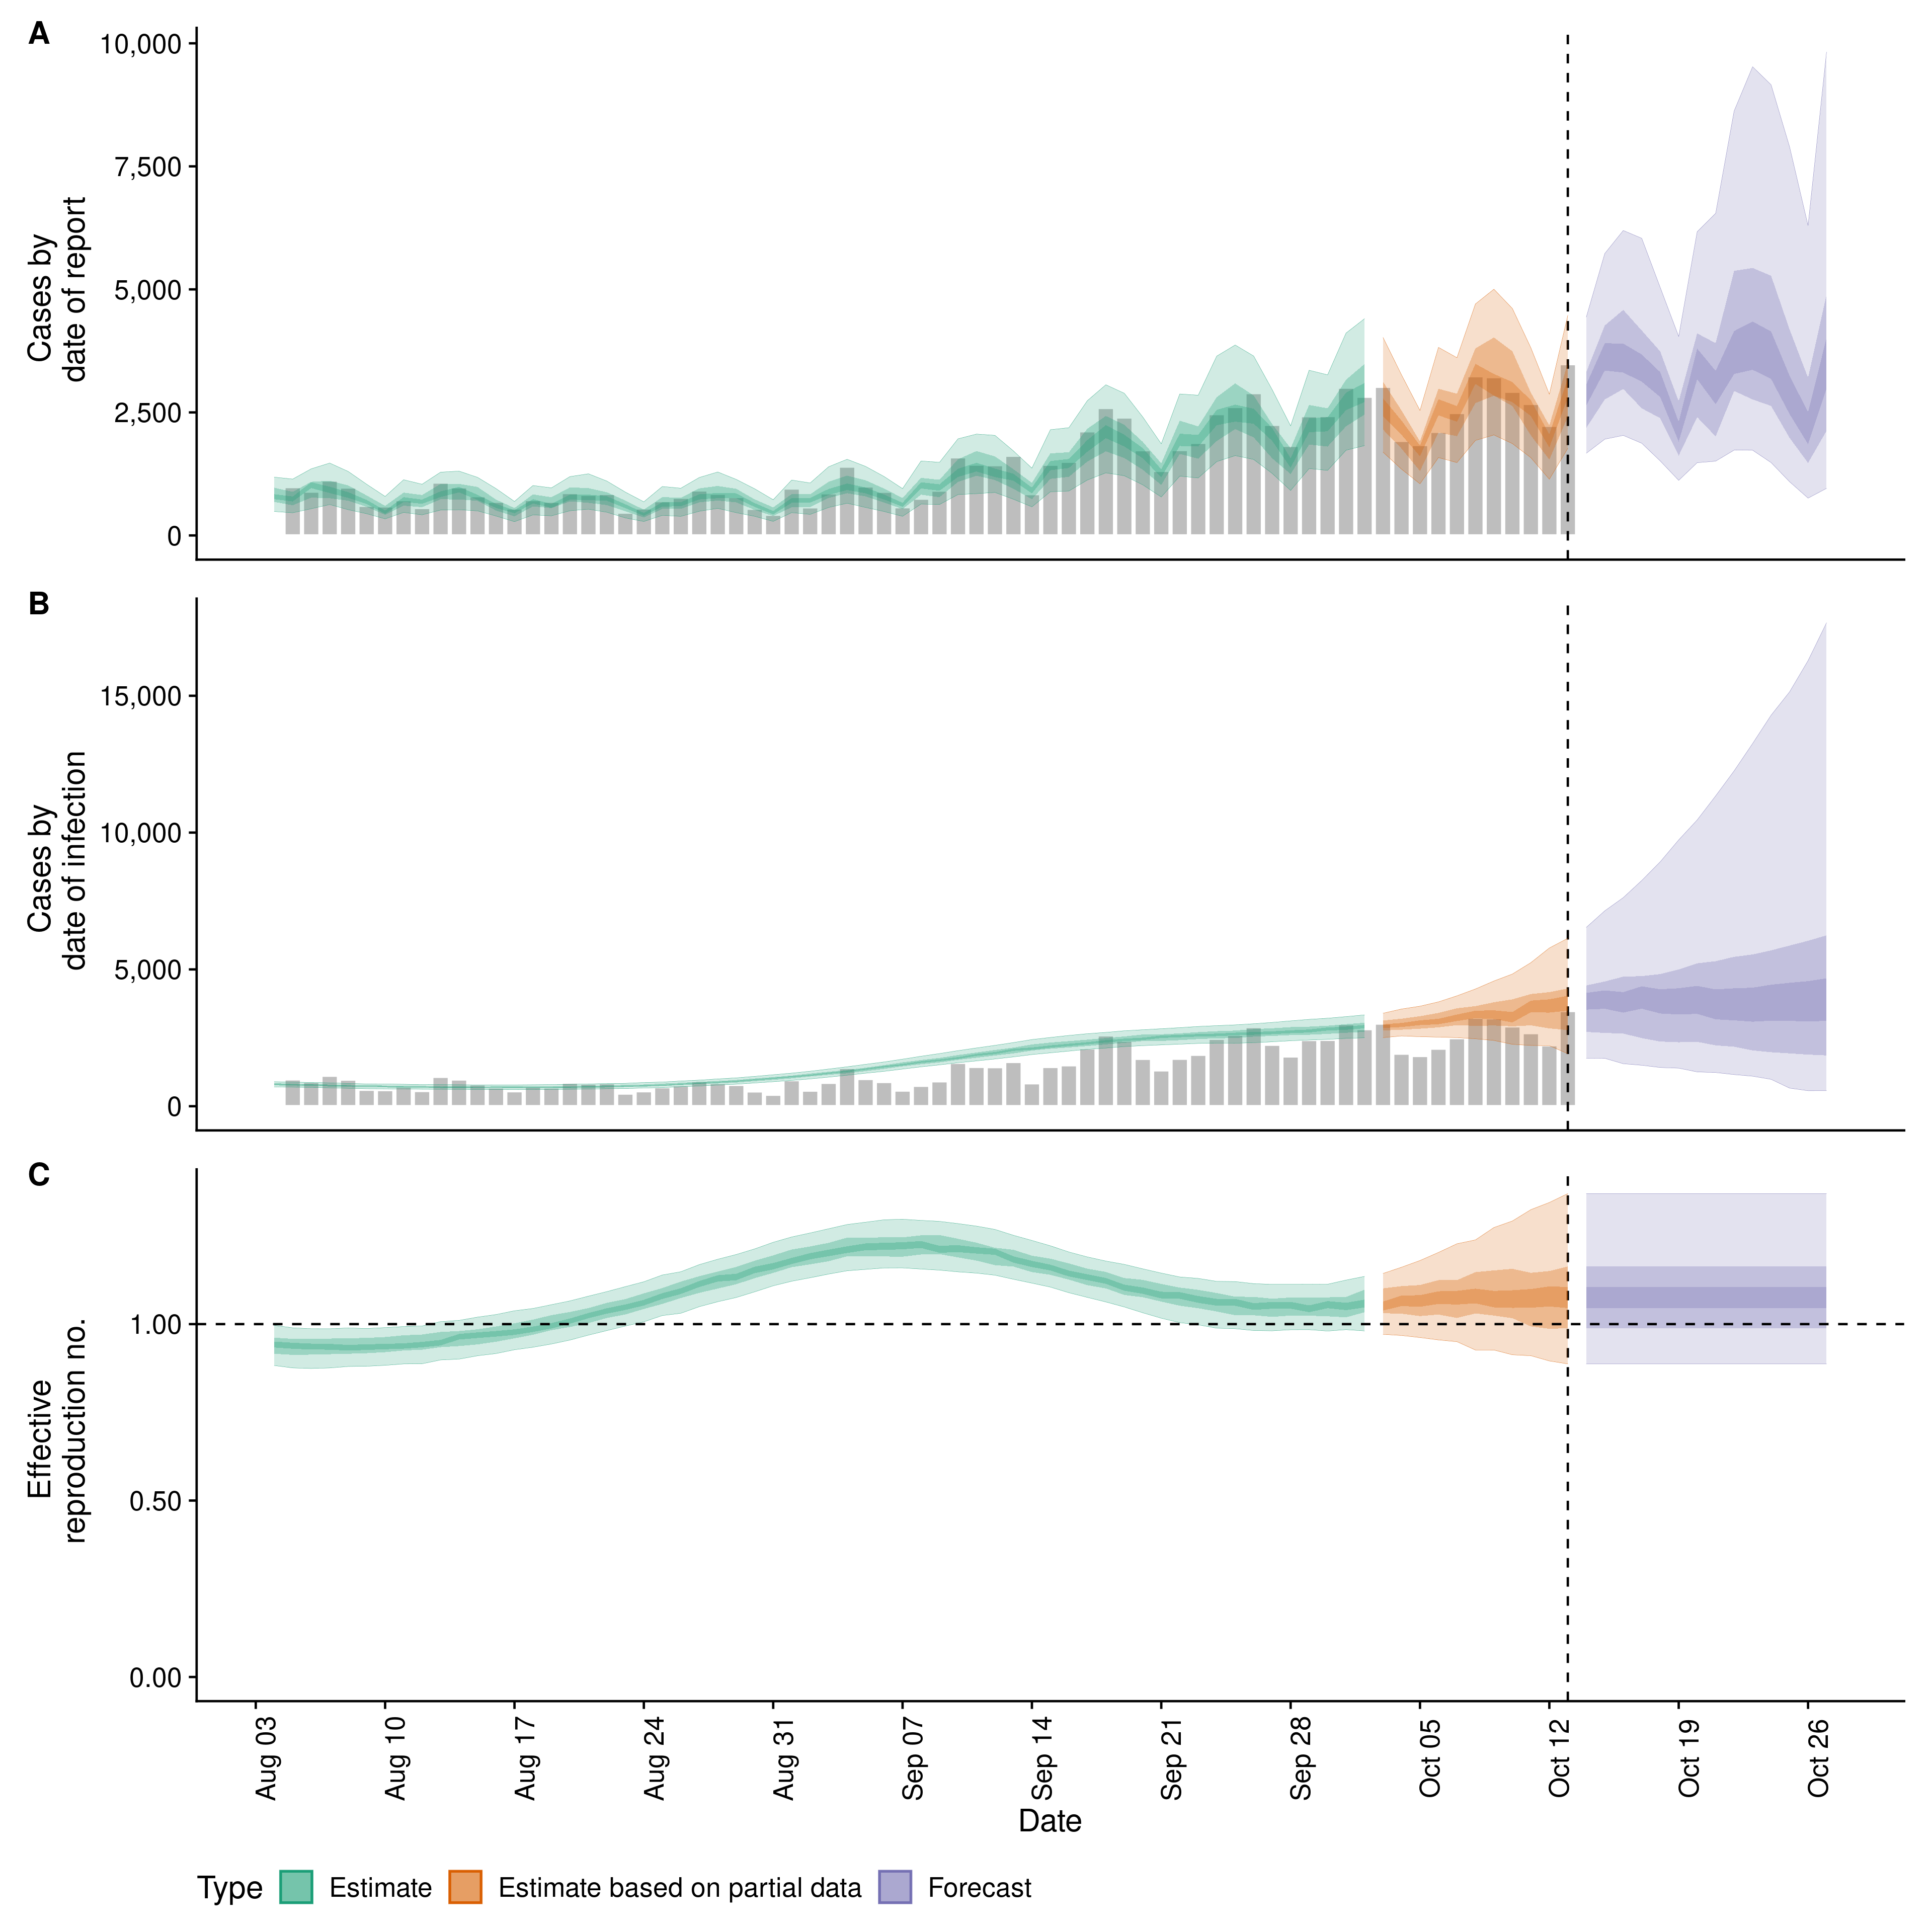 A
10,000
7,500
5,000
2,500
0
Cases by
date of report
B
15,000
10,000
5,000
0
Cases by
date of infection
C
1.00
0.50
0.00
Effective
reproduction no.
Aug 03
Aug 10
Aug 17
Aug 24
Aug 31
Sep 07
Sep 14
Sep 21
Sep 28
Oct 05
Oct 12
Oct 19
Oct 26
Date
Type Estimate Estimate based on partial data Forecast